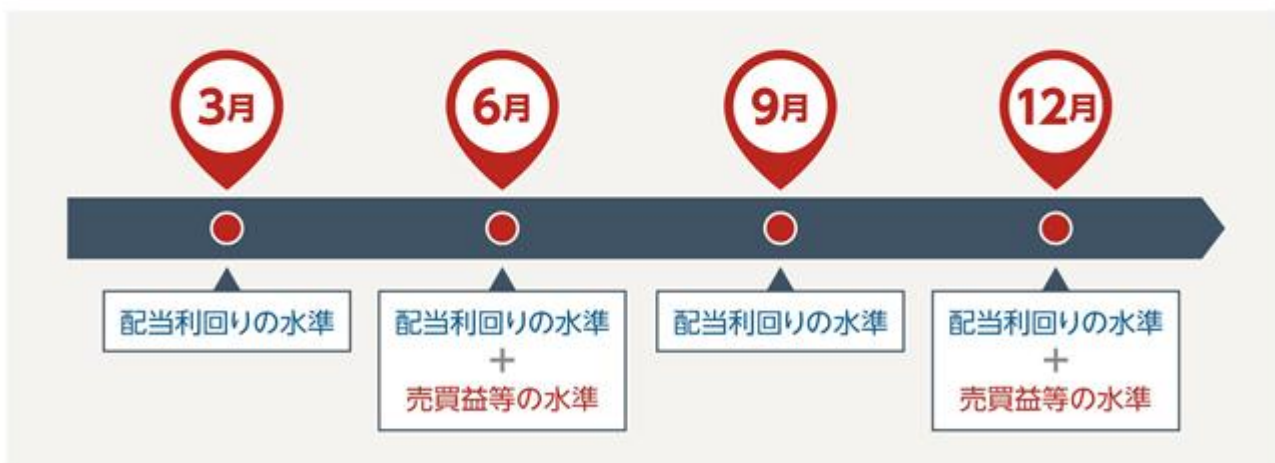 3月
6月
9月
12月
配当利回りの水準
配当利回りの水準
+
売買益等の水準
配当利回りの水準
配当利回りの水準
+
売買益等の水準